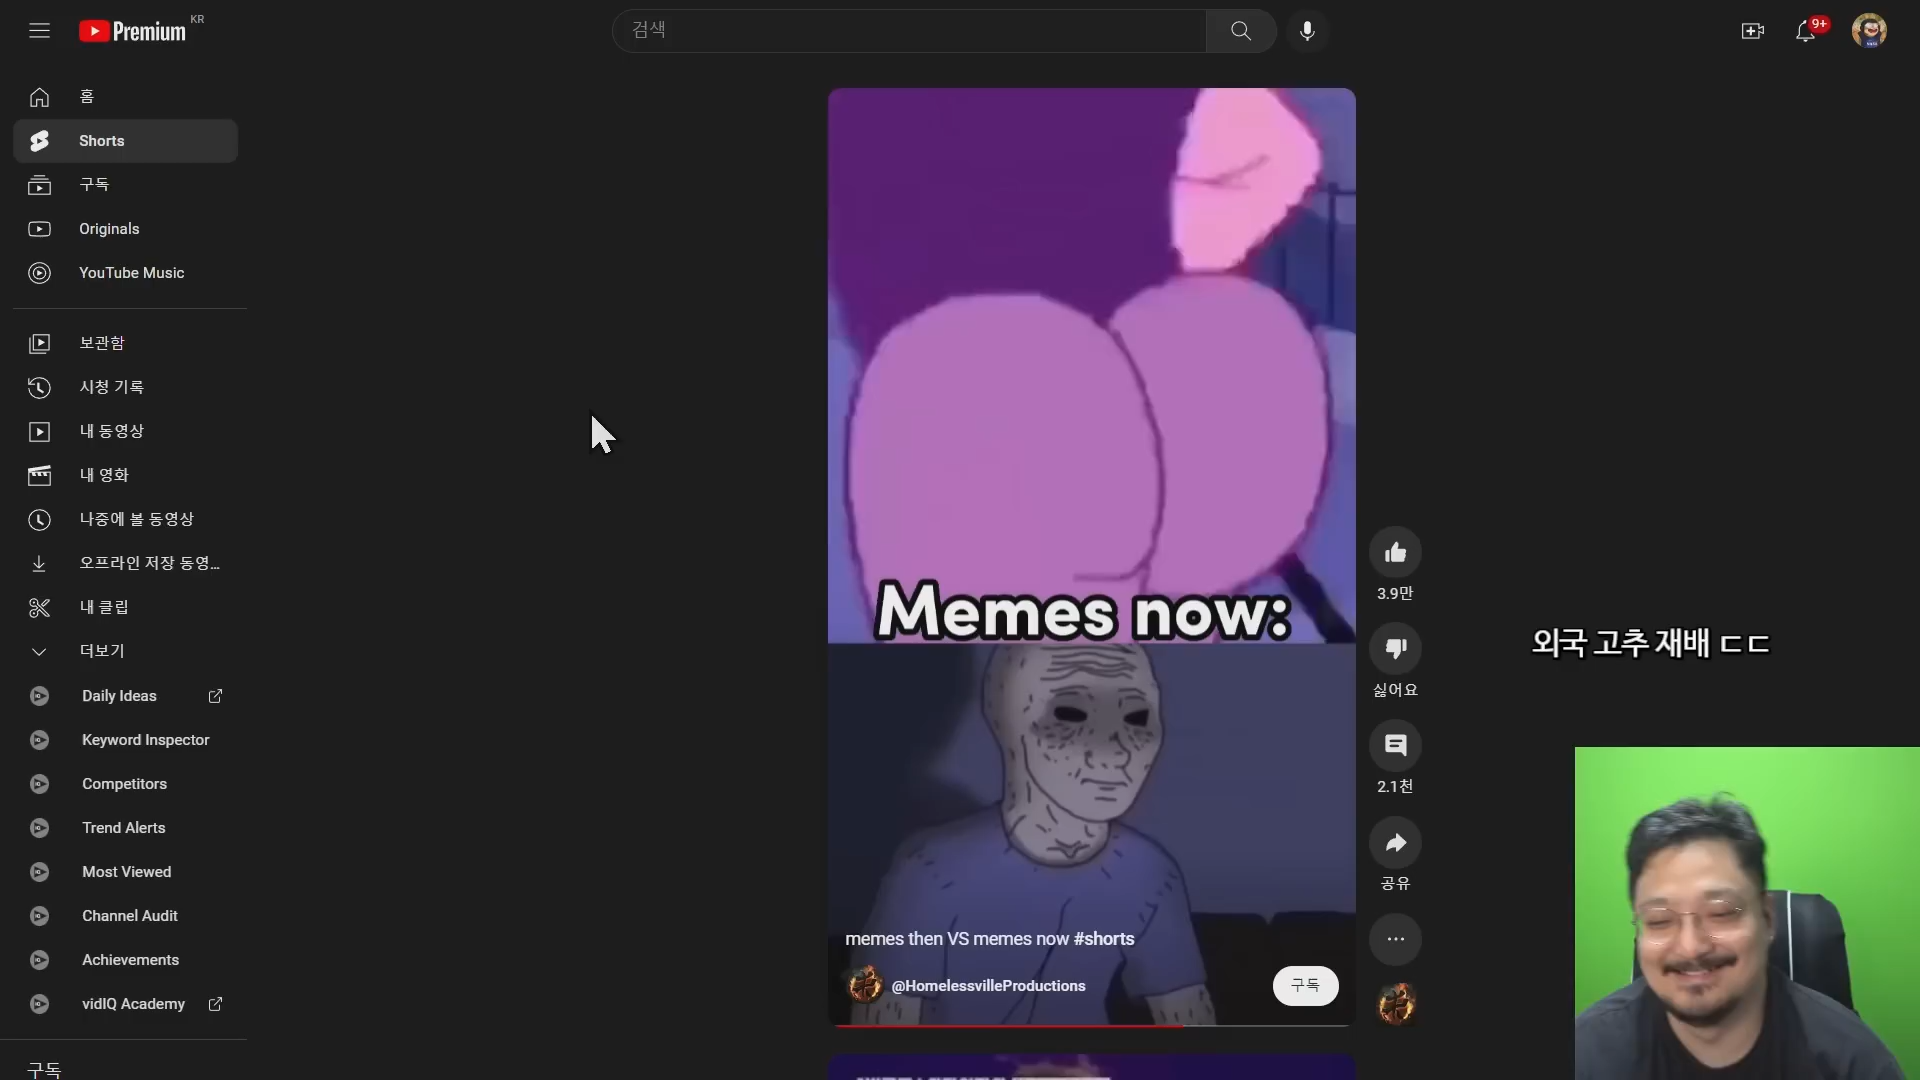 Premium KR
검색
9+
홈
Shorts
구독
Originals
YouTube Music
보관함
시청 기록
내 동영상
내 영화
나중에 볼 동영상
오프라인 저장 동영...
내 클립
더보기
Daily Ideas
Keyword Inspector
Competitors
Trend Alerts
Most Viewed
Channel Audit
Achievements
vidIQ Academy
구독
Memes now:
memes then VS memes now #shorts
@HomelessvilleProductions
구독
3.9만
싫어요
2.1천
공유
외국 고추 재배 ㄷㄷ